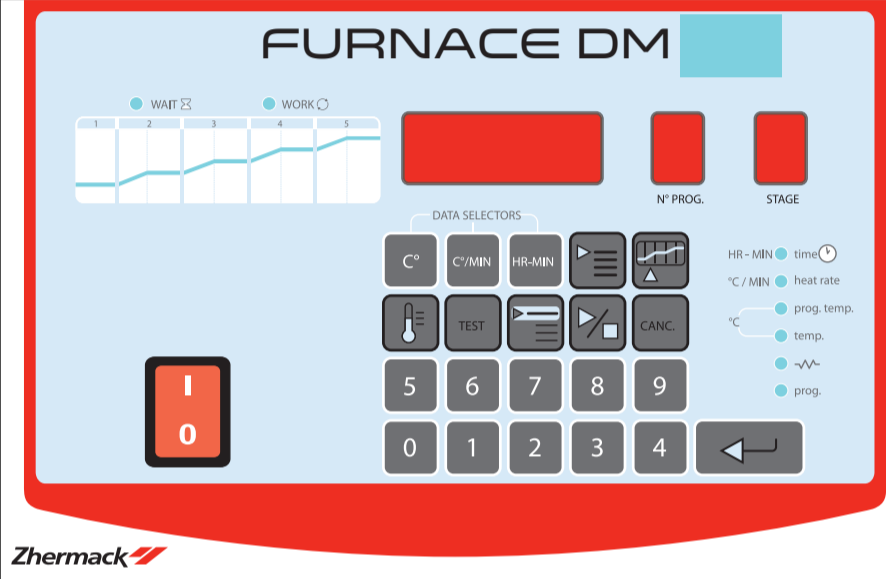 FURNACE DM
WAIT
WORK
1 2 3 4 5
N° PROG.
STAGE
DATA SELECTORS
C°
C°/MIN
HR-MIN
TEST
CANC.
5 6 7 8 9
0 1 2 3 4
HR - MIN time
°C / MIN heat rate
prog. temp.
°C
temp.
prog.
I
0
Zhermack